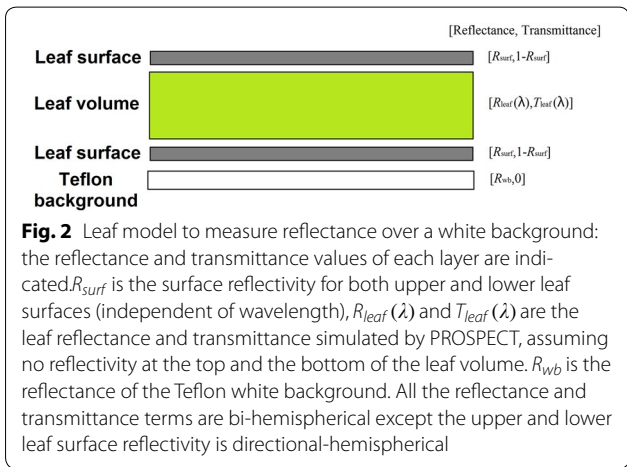 [Reflectance, Transmittance]
Leaf surface [Rsurf,1-Rsurf]
Leaf volume [Rleaf(λ),Tleaf(λ)]
Leaf surface [Rsurf,1-Rsurf]
Teflon background [Rwb,0]
Fig. 2 Leaf model to measure reflectance over a white background:
the reflectance and transmittance values of each layer are indi-
cated.Rsurf is the surface reflectivity for both upper and lower leaf
surfaces (independent of wavelength), Rleaf (λ) and Tleaf (λ) are the
leaf reflectance and transmittance simulated by PROSPECT, assuming
no reflectivity at the top and the bottom of the leaf volume. Rwb is the
reflectance of the Teflon white background. All the reflectance and
transmittance terms are bi-hemispherical except the upper and lower
leaf surface reflectivity is directional-hemispherical